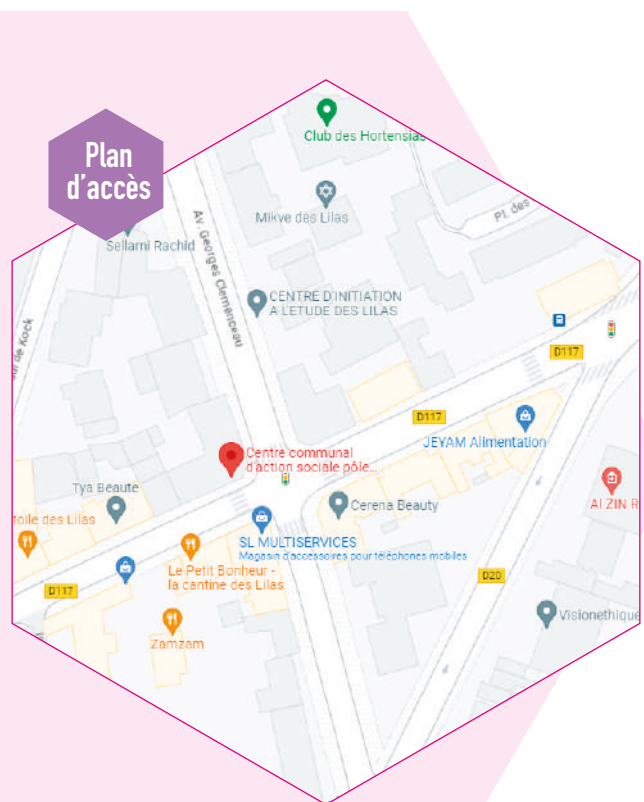 Plan
d'accès
Club des Hortensias
Mikve des Lilas
Pl. des
Sellami Rachid
Av. Georges Clemenceau
CENTRE D'INITIATION
A L'ETUDE DES LILAS
de Kock
D117
D117
JEYAM Alimentation
Centre communal
d'action sociale pôle...
Tya Beaute
AI ZIN R
Cerena Beauty
toile des Lilas
SL MULTISERVICES
Magasin d'accessoires pour téléphones mobiles
Le Petit Bonheur -
la cantine des Lilas
D117
D20
Visionethique
Zamzam